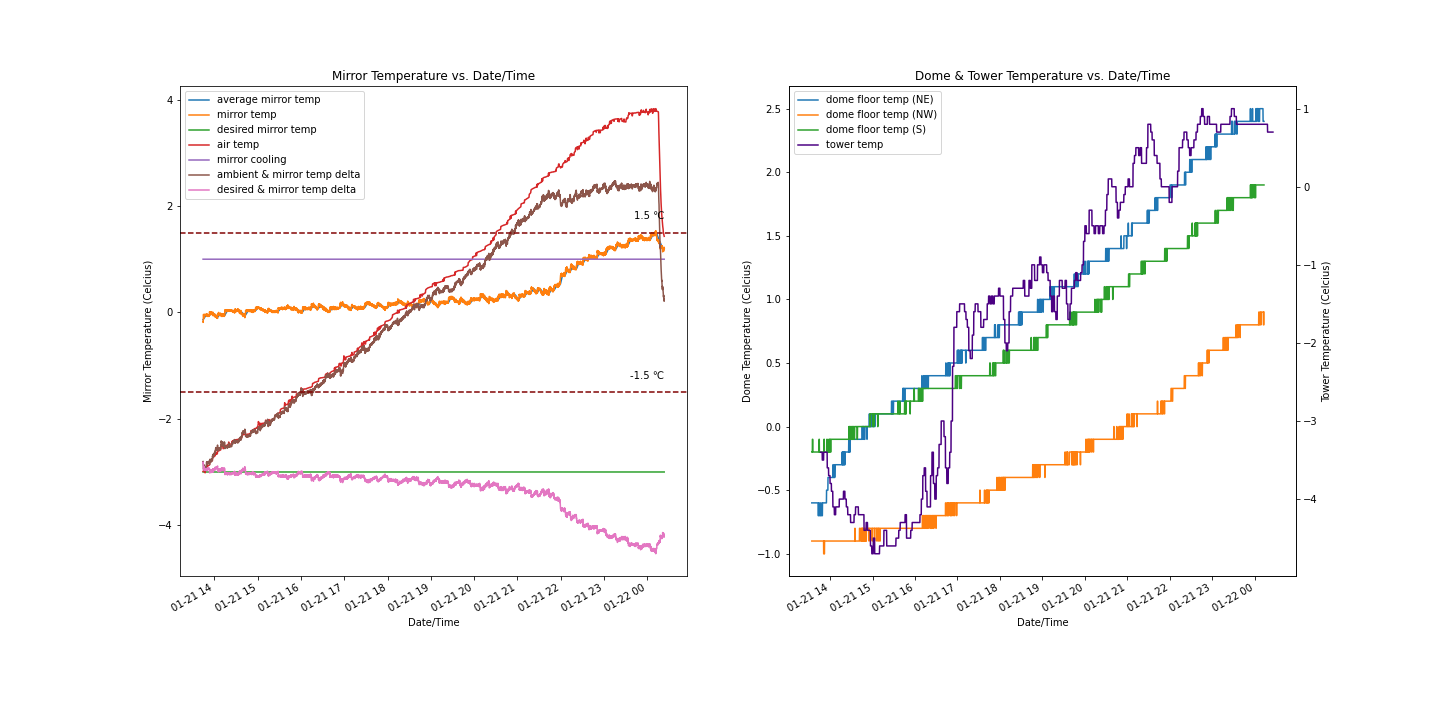 Mirror Temperature vs. Date/Time
average mirror temp
mirror temp
desired mirror temp
air temp
mirror cooling
ambient & mirror temp delta
desired & mirror temp delta
1.5 °C
-1.5 °C
4
2
0
−2
−4
Mirror Temperature (Celcius)
01-21 14
01-21 15
01-21 16
01-21 17
01-21 18
01-21 19
01-21 20
01-21 21
01-21 22
01-21 23
01-22 00
Date/Time
Dome & Tower Temperature vs. Date/Time
dome floor temp (NE)
dome floor temp (NW)
dome floor temp (S)
tower temp
2.5
2.0
1.5
1.0
0.5
0.0
−0.5
−1.0
Dome Temperature (Celcius)
1
0
−1
−2
−3
−4
Tower Temperature (Celcius)
01-21 14
01-21 15
01-21 16
01-21 17
01-21 18
01-21 19
01-21 20
01-21 21
01-21 22
01-21 23
01-22 00
Date/Time